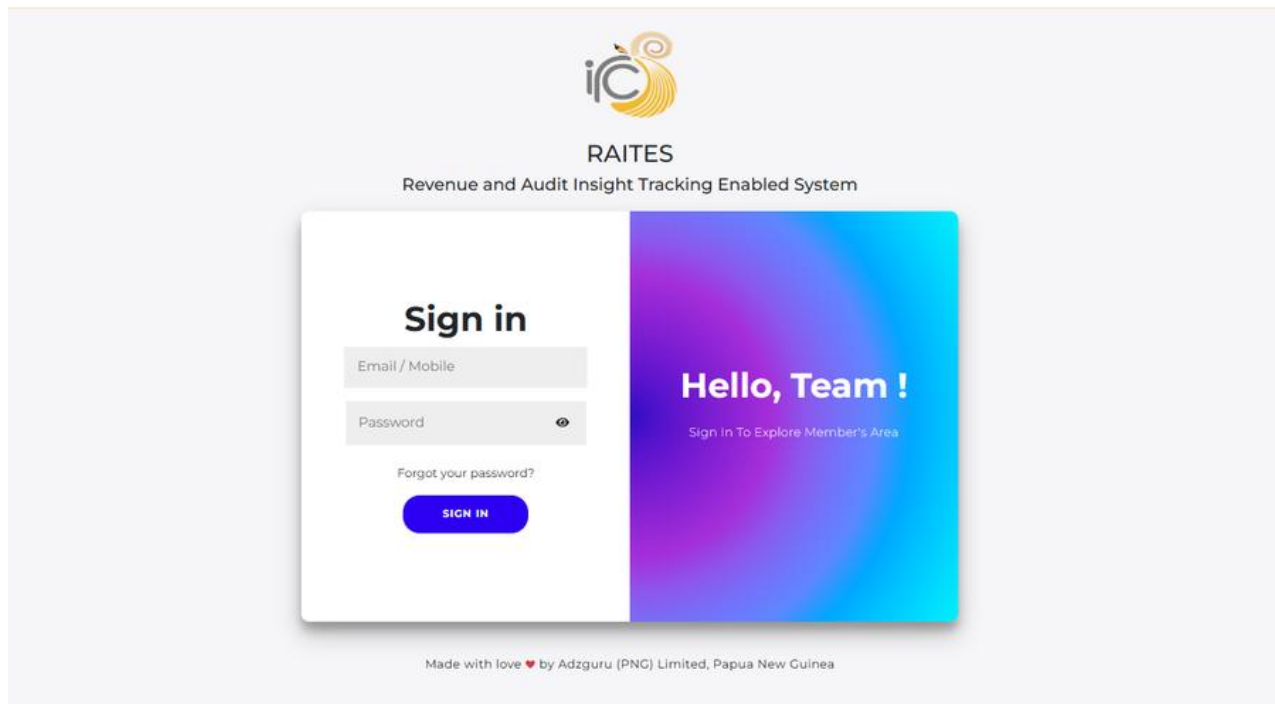 irc
RAITES
Revenue and Audit Insight Tracking Enabled System
Sign in
Email / Mobile
Password
Forgot your password?
SIGN IN
Hello, Team !
Sign In To Explore Member's Area
Made with love ❤ by Adzguru (PNG) Limited, Papua New Guinea